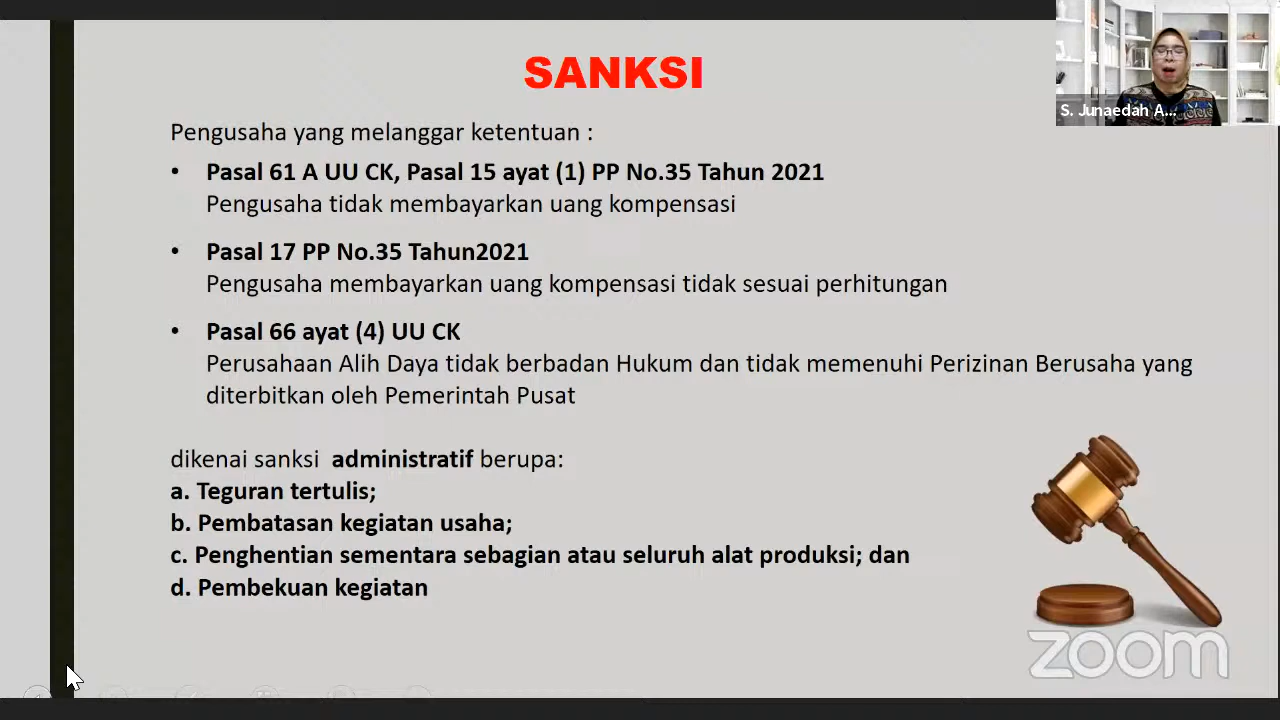 SANKSI
S. Junaedah A...
Pengusaha yang melanggar ketentuan :
• Pasal 61 A UU CK, Pasal 15 ayat (1) PP No.35 Tahun 2021
Pengusaha tidak membayarkan uang kompensasi
• Pasal 17 PP No.35 Tahun2021
Pengusaha membayarkan uang kompensasi tidak sesuai perhitungan
• Pasal 66 ayat (4) UU CK
Perusahaan Alih Daya tidak berbadan Hukum dan tidak memenuhi Perizinan Berusaha yang
diterbitkan oleh Pemerintah Pusat
dikenai sanksi administratif berupa:
a. Teguran tertulis;
b. Pembatasan kegiatan usaha;
c. Penghentian sementara sebagian atau seluruh alat produksi; dan
d. Pembekuan kegiatan
zoom